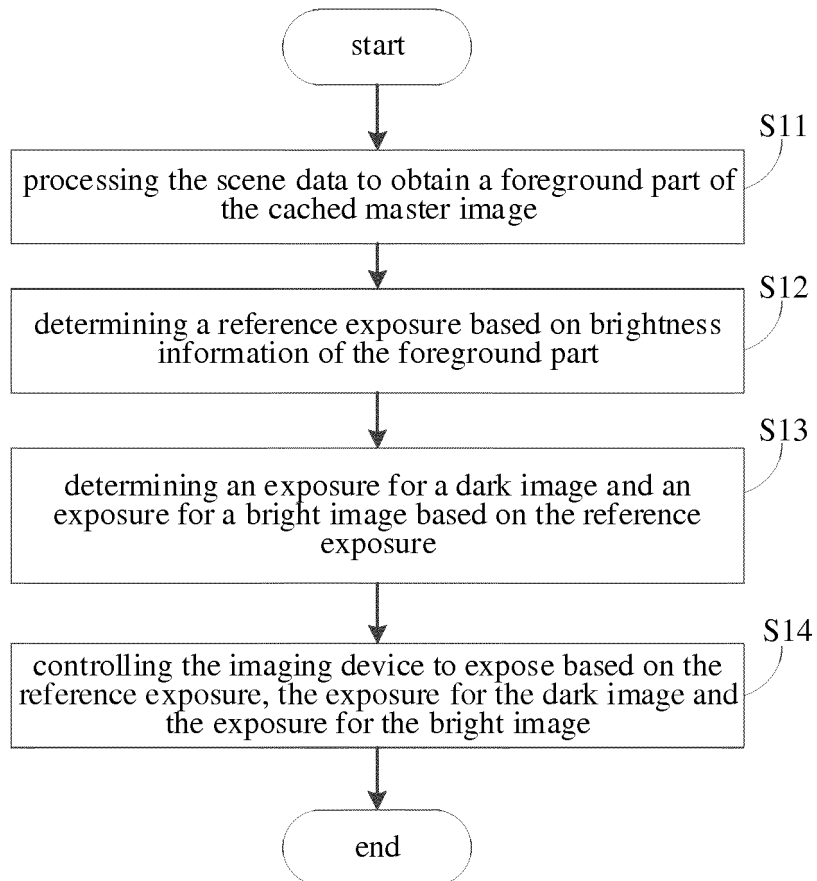 start
S11
processing the scene data to obtain a foreground part of
the cached master image
S12
determining a reference exposure based on brightness
information of the foreground part
S13
determining an exposure for a dark image and an
exposure for a bright image based on the reference
exposure
S14
controlling the imaging device to expose based on the
reference exposure, the exposure for the dark image and
the exposure for the bright image
end